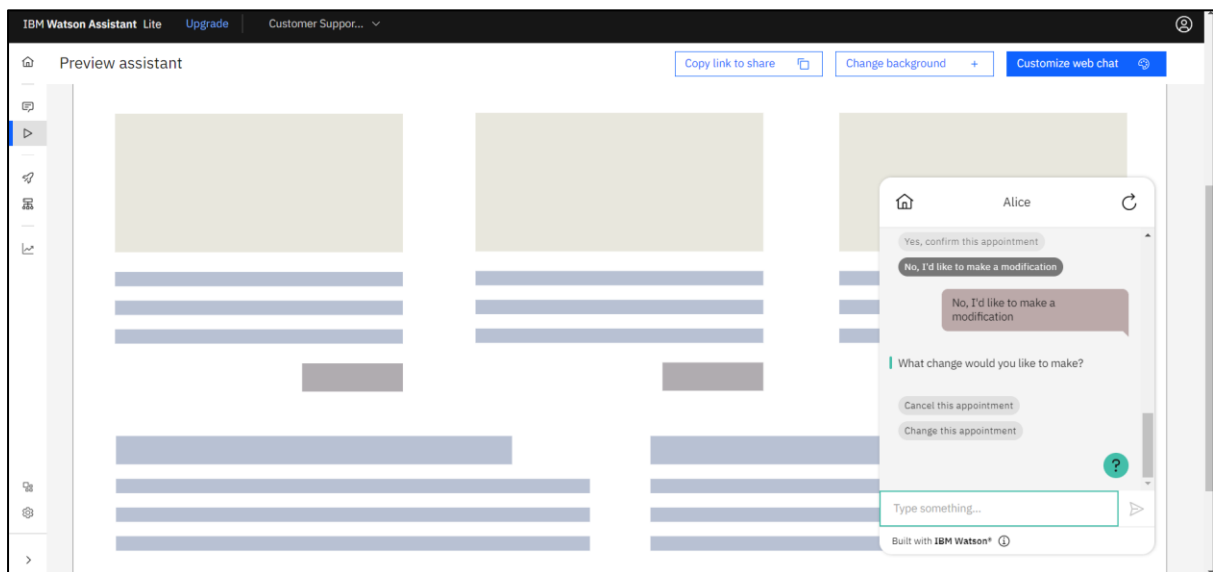 IBM Watson Assistant Lite Upgrade Customer Suppor...
Preview assistant Copy link to share Change background + Customize web chat
Alice
Yes, confirm this appointment
No, I'd like to make a modification
No, I'd like to make a
modification
What change would you like to make?
Cancel this appointment
Change this appointment
?
Type something...
Built with IBM Watson®